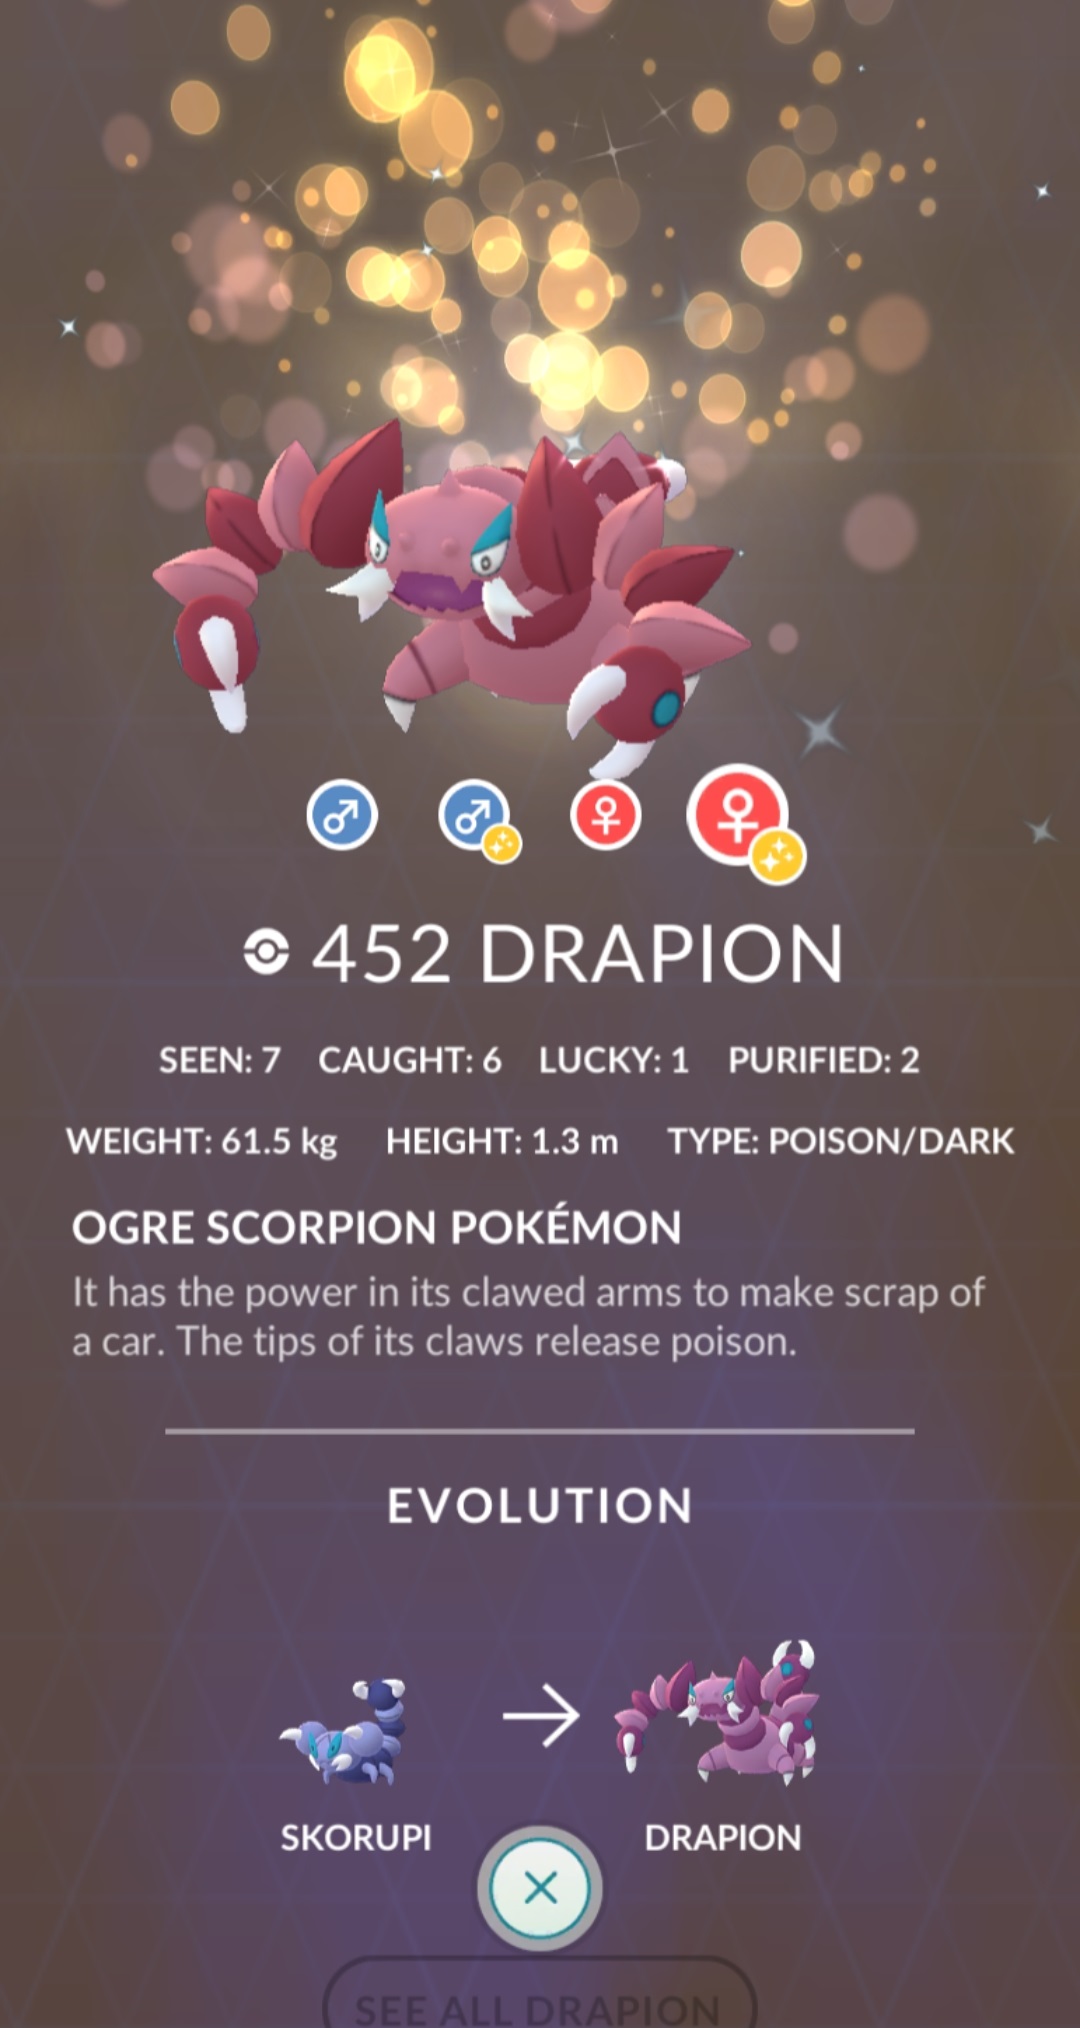 452 DRAPION
SEEN: 7 CAUGHT: 6 LUCKY: 1 PURIFIED: 2
WEIGHT: 61.5 kg HEIGHT: 1.3 m TYPE: POISON/DARK
OGRE SCORPION POKÉMON
It has the power in its clawed arms to make scrap of
a car. The tips of its claws release poison.
EVOLUTION
SKORUPI DRAPION
SEE ALL DRAPION